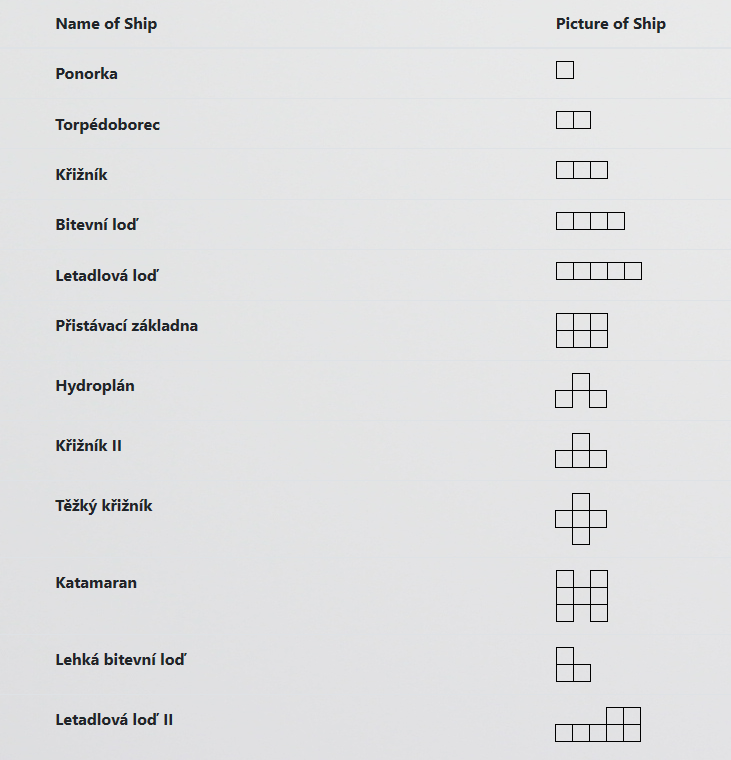 Name of Ship Picture of Ship
Ponorka
Torpédoborec
Křižník
Bitevní loď
Letadlová loď
Přistávací základna
Hydroplán
Křižník II
Těžký křižník
Katamaran
Lehká bitevní loď
Letadlová loď II